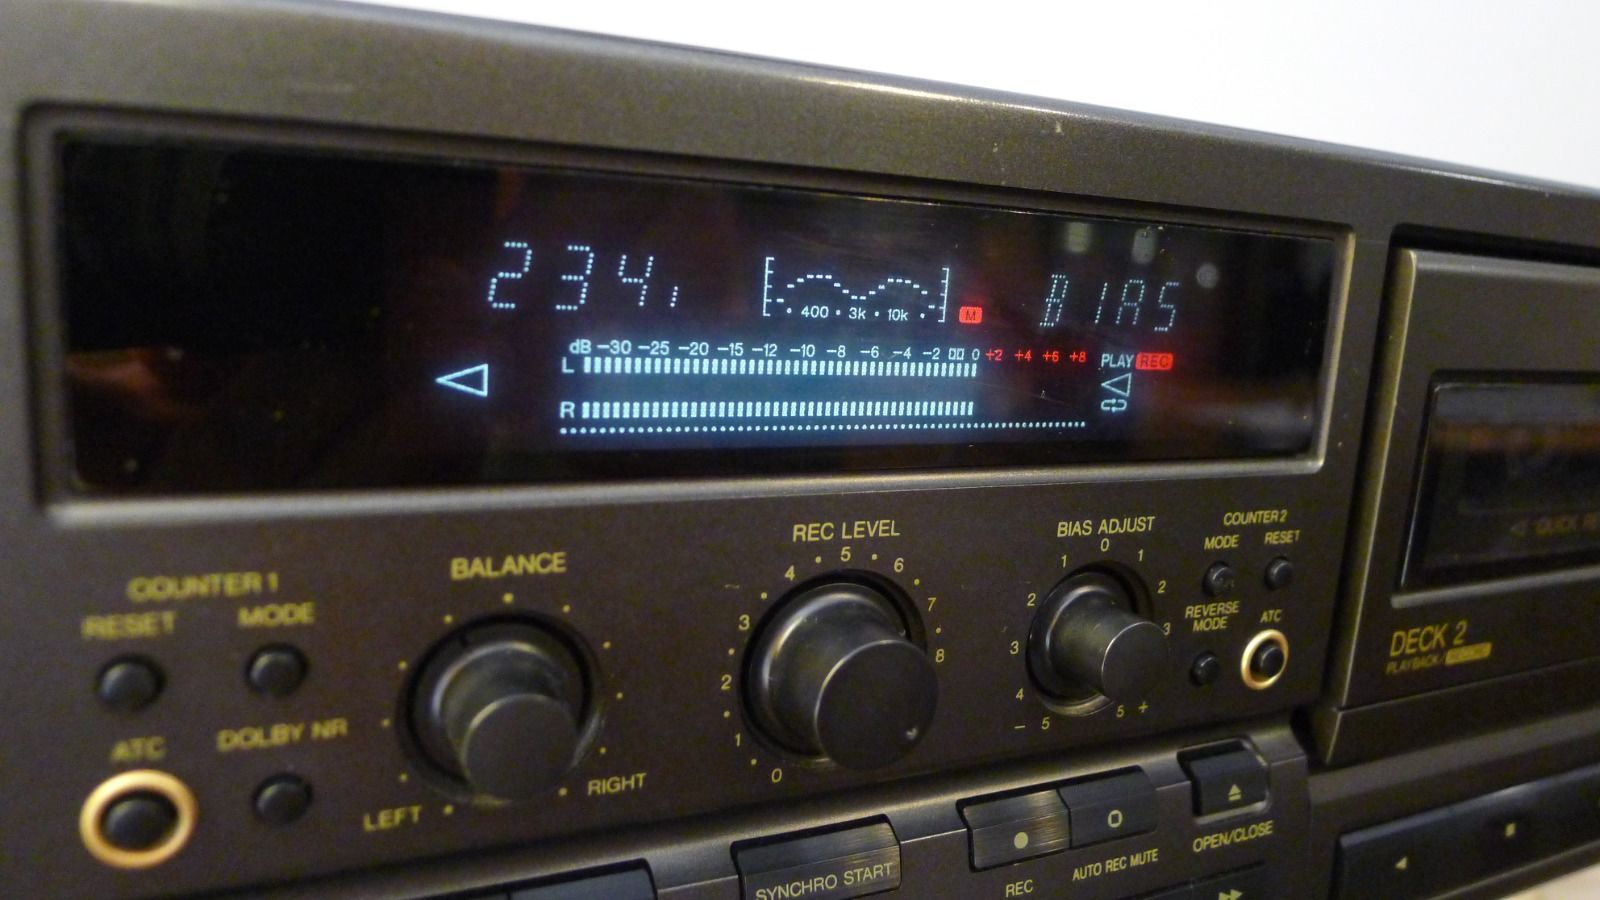 234
BIAS
400 • 3k • 10k •
M
dB −30 −25 −20 −15 −12 −10 −8 −6 −4 −2 0 +2 +4 +6 +8
PLAY REC
L
R
COUNTER 1
RESET MODE
ATC
DOLBY NR
BALANCE
LEFT
RIGHT
REC LEVEL
0 1 2 3 4 5 6 7 8
BIAS ADJUST
− 5 4 3 2 1 0 1 2 3 5 +
COUNTER 2
MODE RESET
REVERSE
MODE
ATC
DECK 2
PLAYBACK/RECORD
SYNCHRO START
REC
AUTO REC MUTE
OPEN/CLOSE
QUICK RE